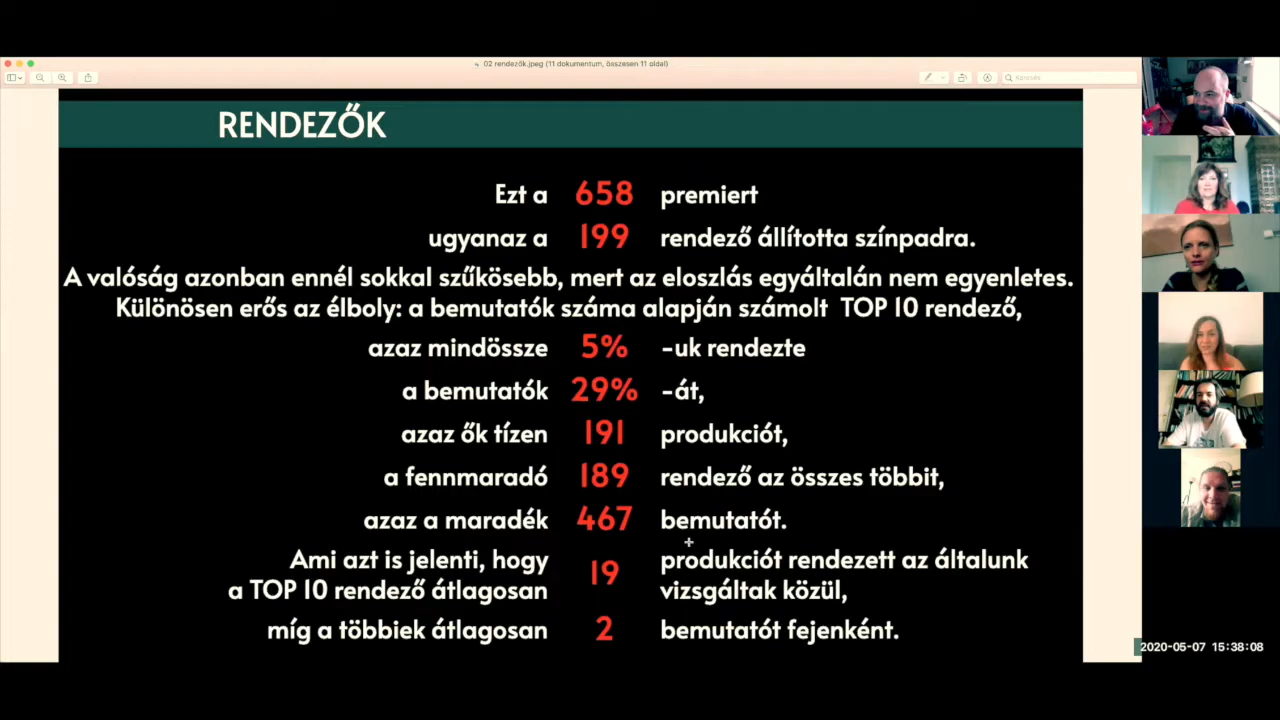 02 rendezők.jpeg (11 dokumentum, összesen 11 oldal)
Keresés
RENDEZŐK
Ezt a 658 premiert
ugyanaz a 199 rendező állította színpadra.
A valóság azonban ennél sokkal szűkösebb, mert az eloszlás egyáltalán nem egyenletes.
Különösen erős az élboly: a bemutatók száma alapján számolt TOP 10 rendező,
azaz mindössze 5% -uk rendezte
a bemutatók 29% -át,
azaz ők tízen 191 produkciót,
a fennmaradó 189 rendező az összes többit,
azaz a maradék 467 bemutatót.
Ami azt is jelenti, hogy
a TOP 10 rendező átlagosan
19
produkciót rendezett az általunk
vizsgáltak közül,
míg a többiek átlagosan 2 bemutatót fejenként.
2020-05-07 15:38:08